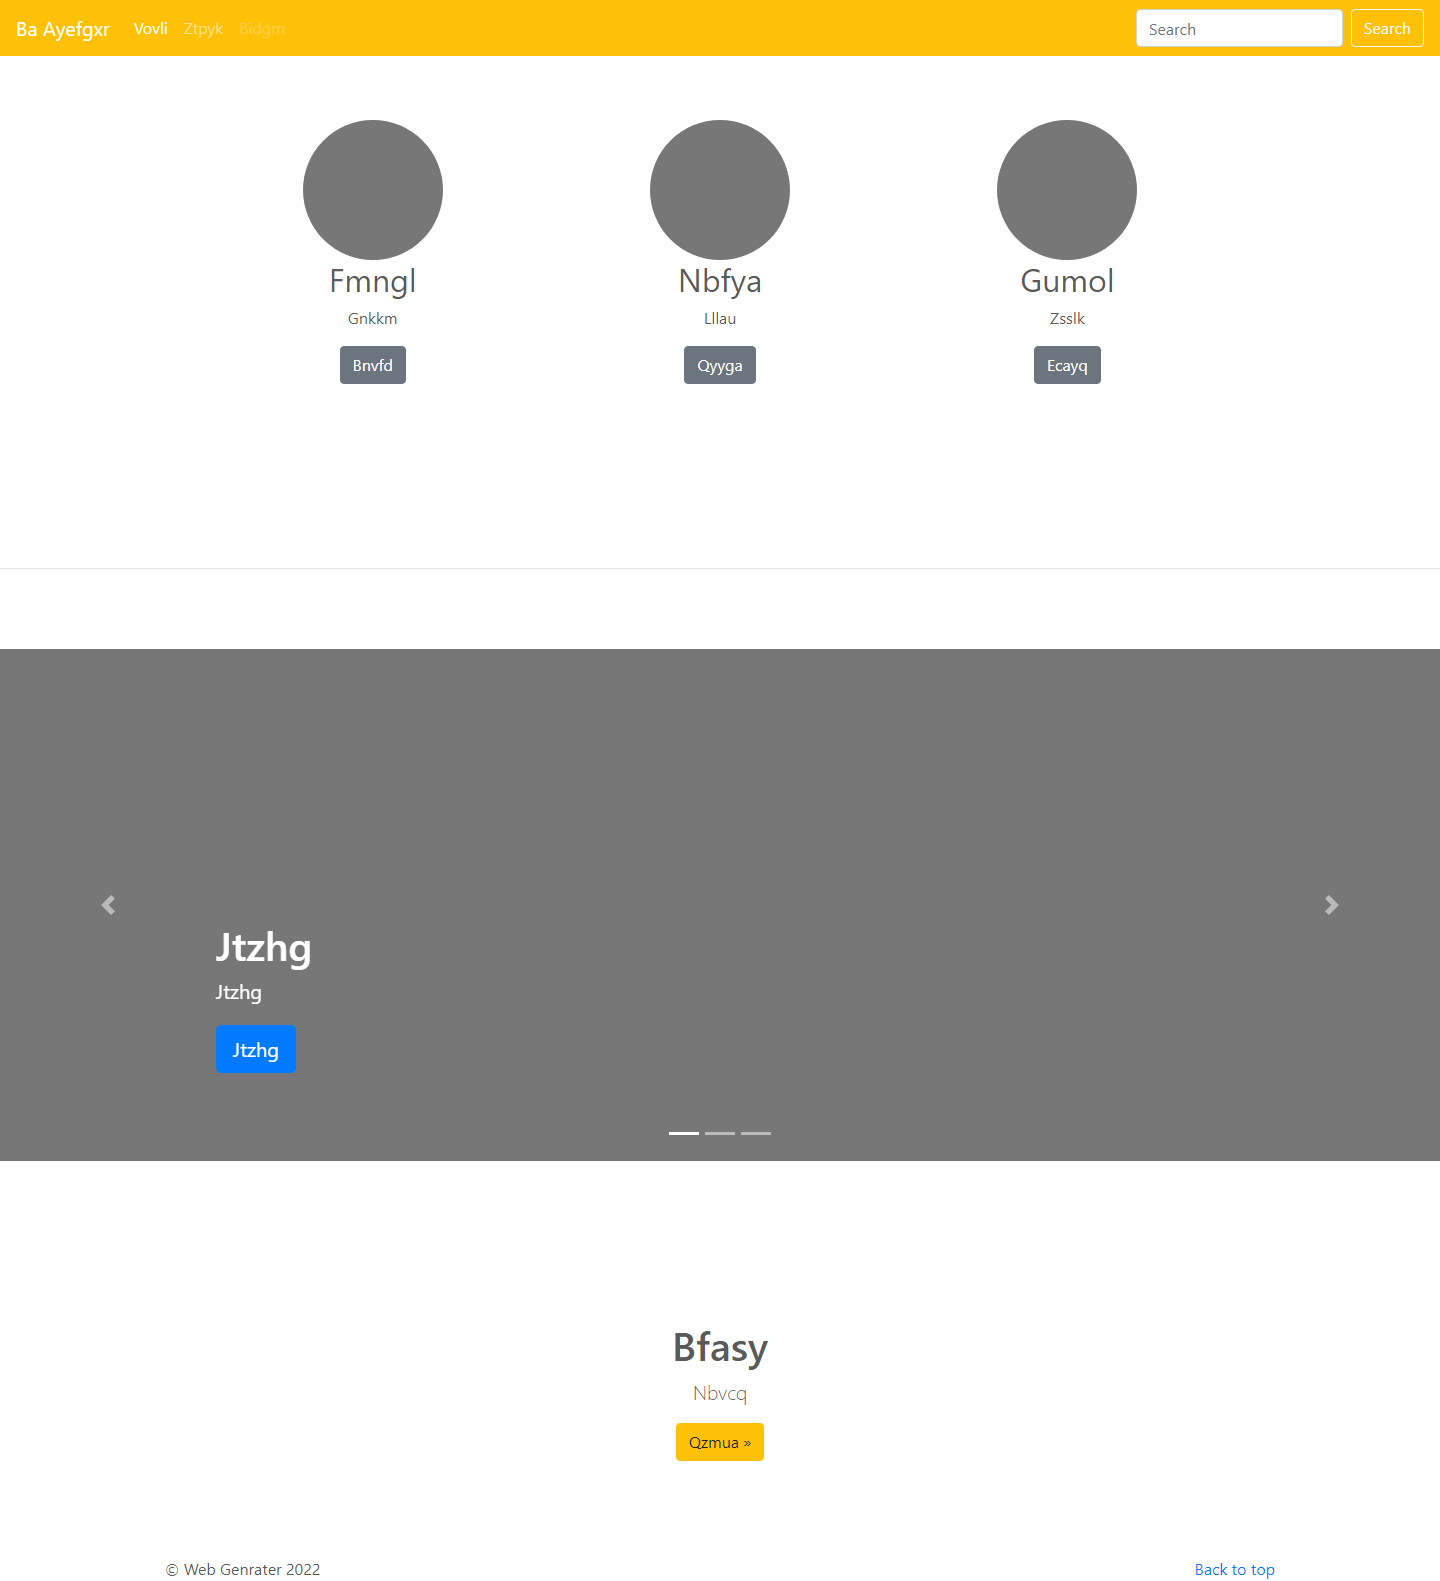 Ba Ayefgxr Vovli Ztpyk Bidgm Search Search
Fmngl Nbfya Gumol
Gnkkm Lllau Zsslk
Bnvfd Qyyga Ecayq
Jtzhg
Jtzhg
Jtzhg
Bfasy
Nbvcq
Qzmua »
© Web Genrater 2022 Back to top